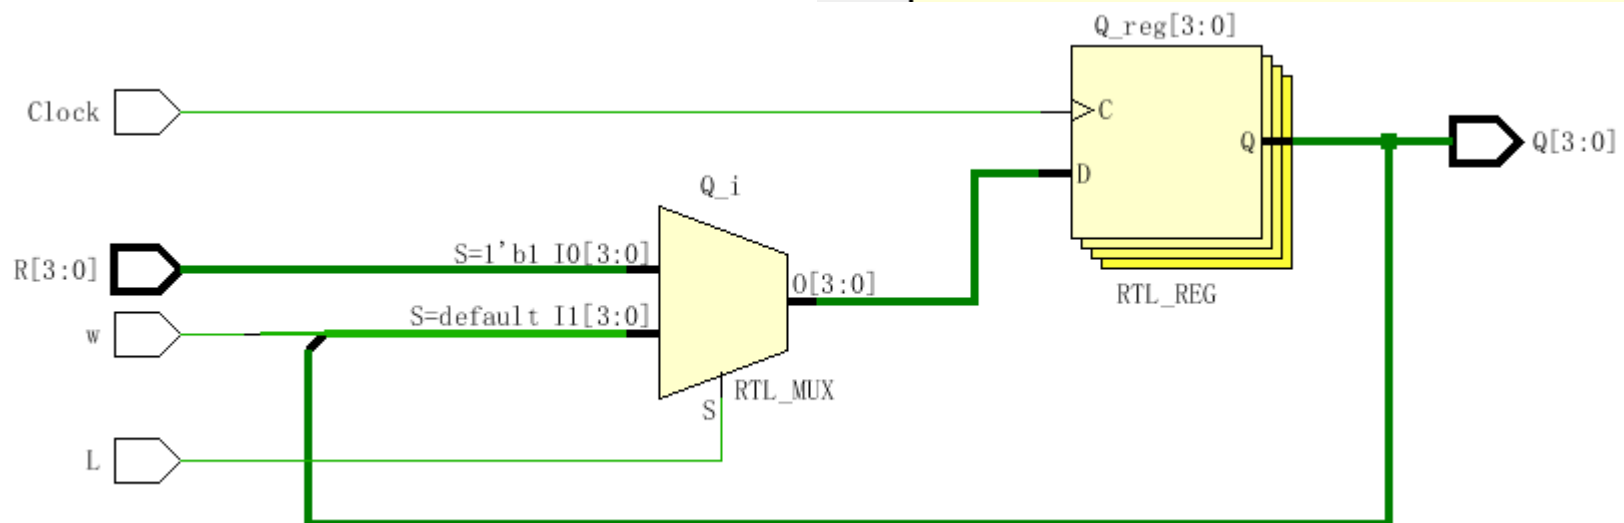 Q_reg[3:0]
Clock
C
Q
Q[3:0]
D
Q_i
S=1'b1 I0[3:0]
R[3:0]
O[3:0]
RTL_REG
S=default I1[3:0]
w
RTL_MUX
S
L